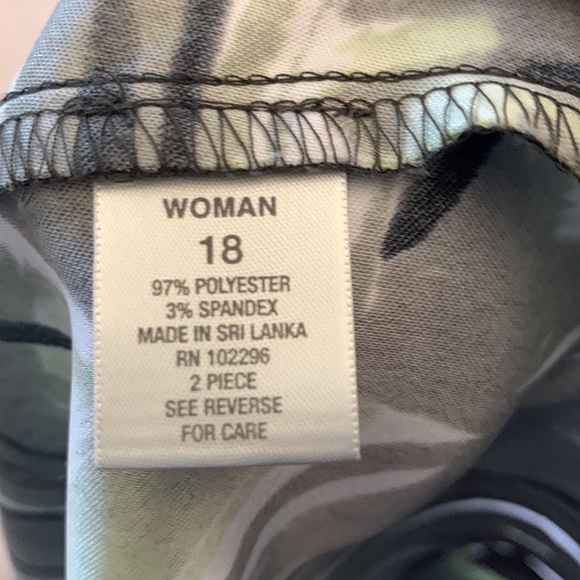 WOMAN
18
97% POLYESTER
3% SPANDEX
MADE IN SRI LANKA
RN 102296
2 PIECE
SEE REVERSE
FOR CARE